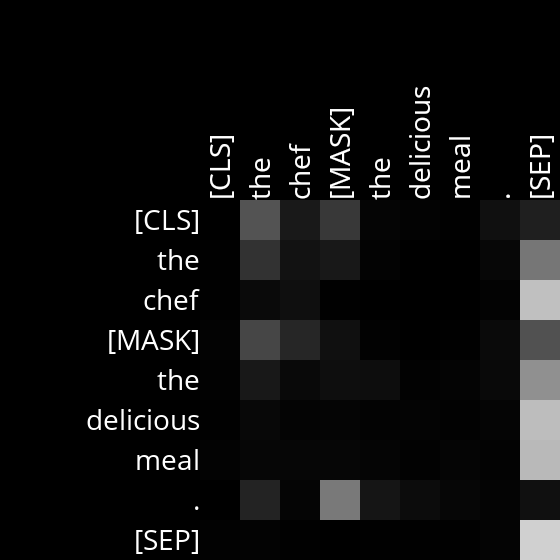 [CLS] the chef [MASK] the delicious meal . [SEP]
[CLS]
the
chef
[MASK]
the
delicious
meal
.
[SEP]